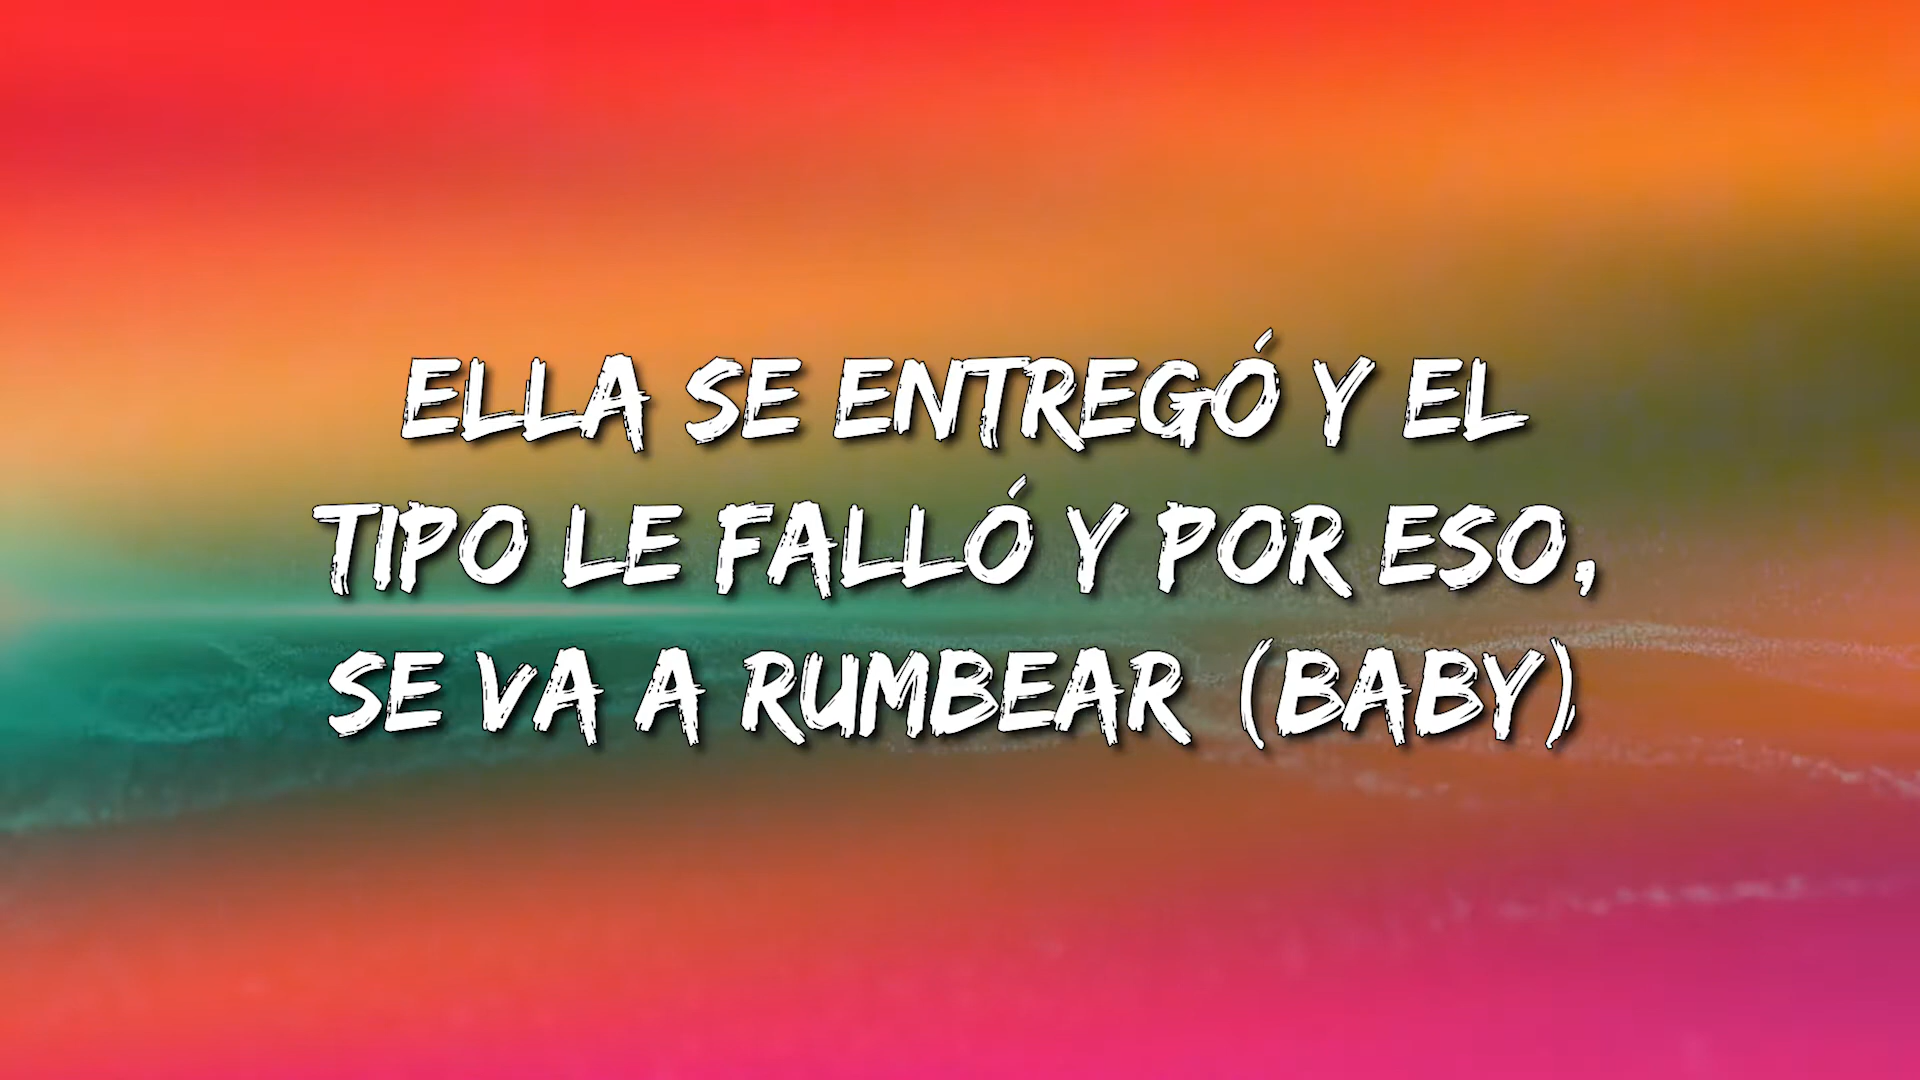 ELLA SE ENTREGÓ Y EL
TIPO LE FALLÓ Y POR ESO,
SE VA A RUMBEAR (BABY)